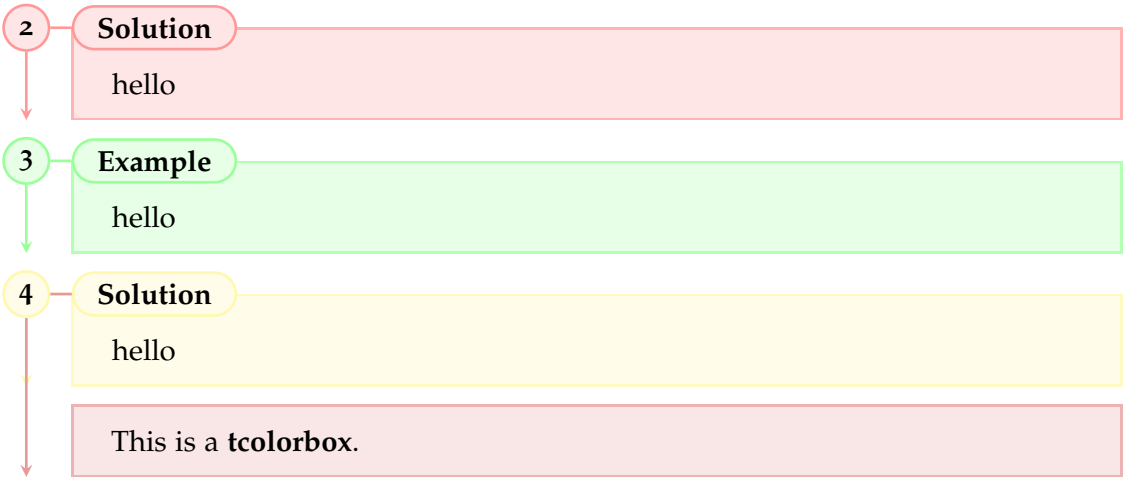 2 Solution
hello
3 Example
hello
4 Solution
hello
This is a tcolorbox.